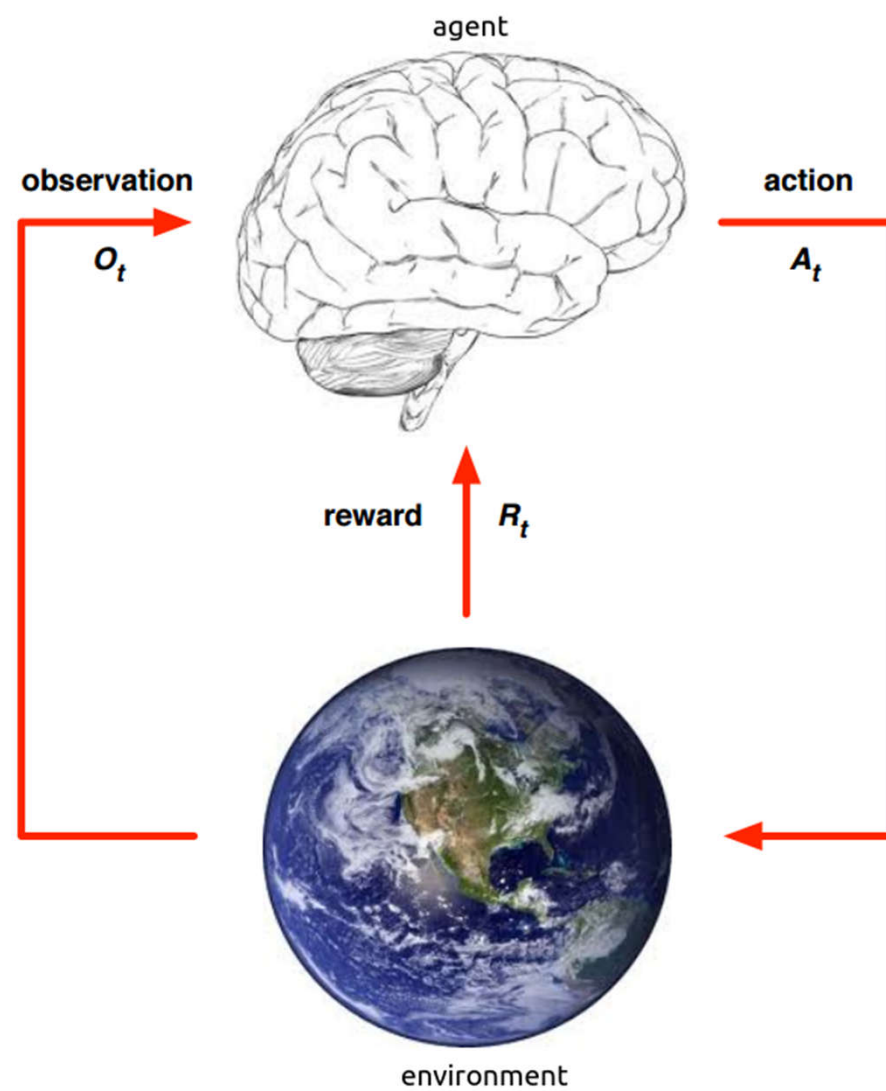 agent
observation
action
O_t
A_t
reward
R_t
environment